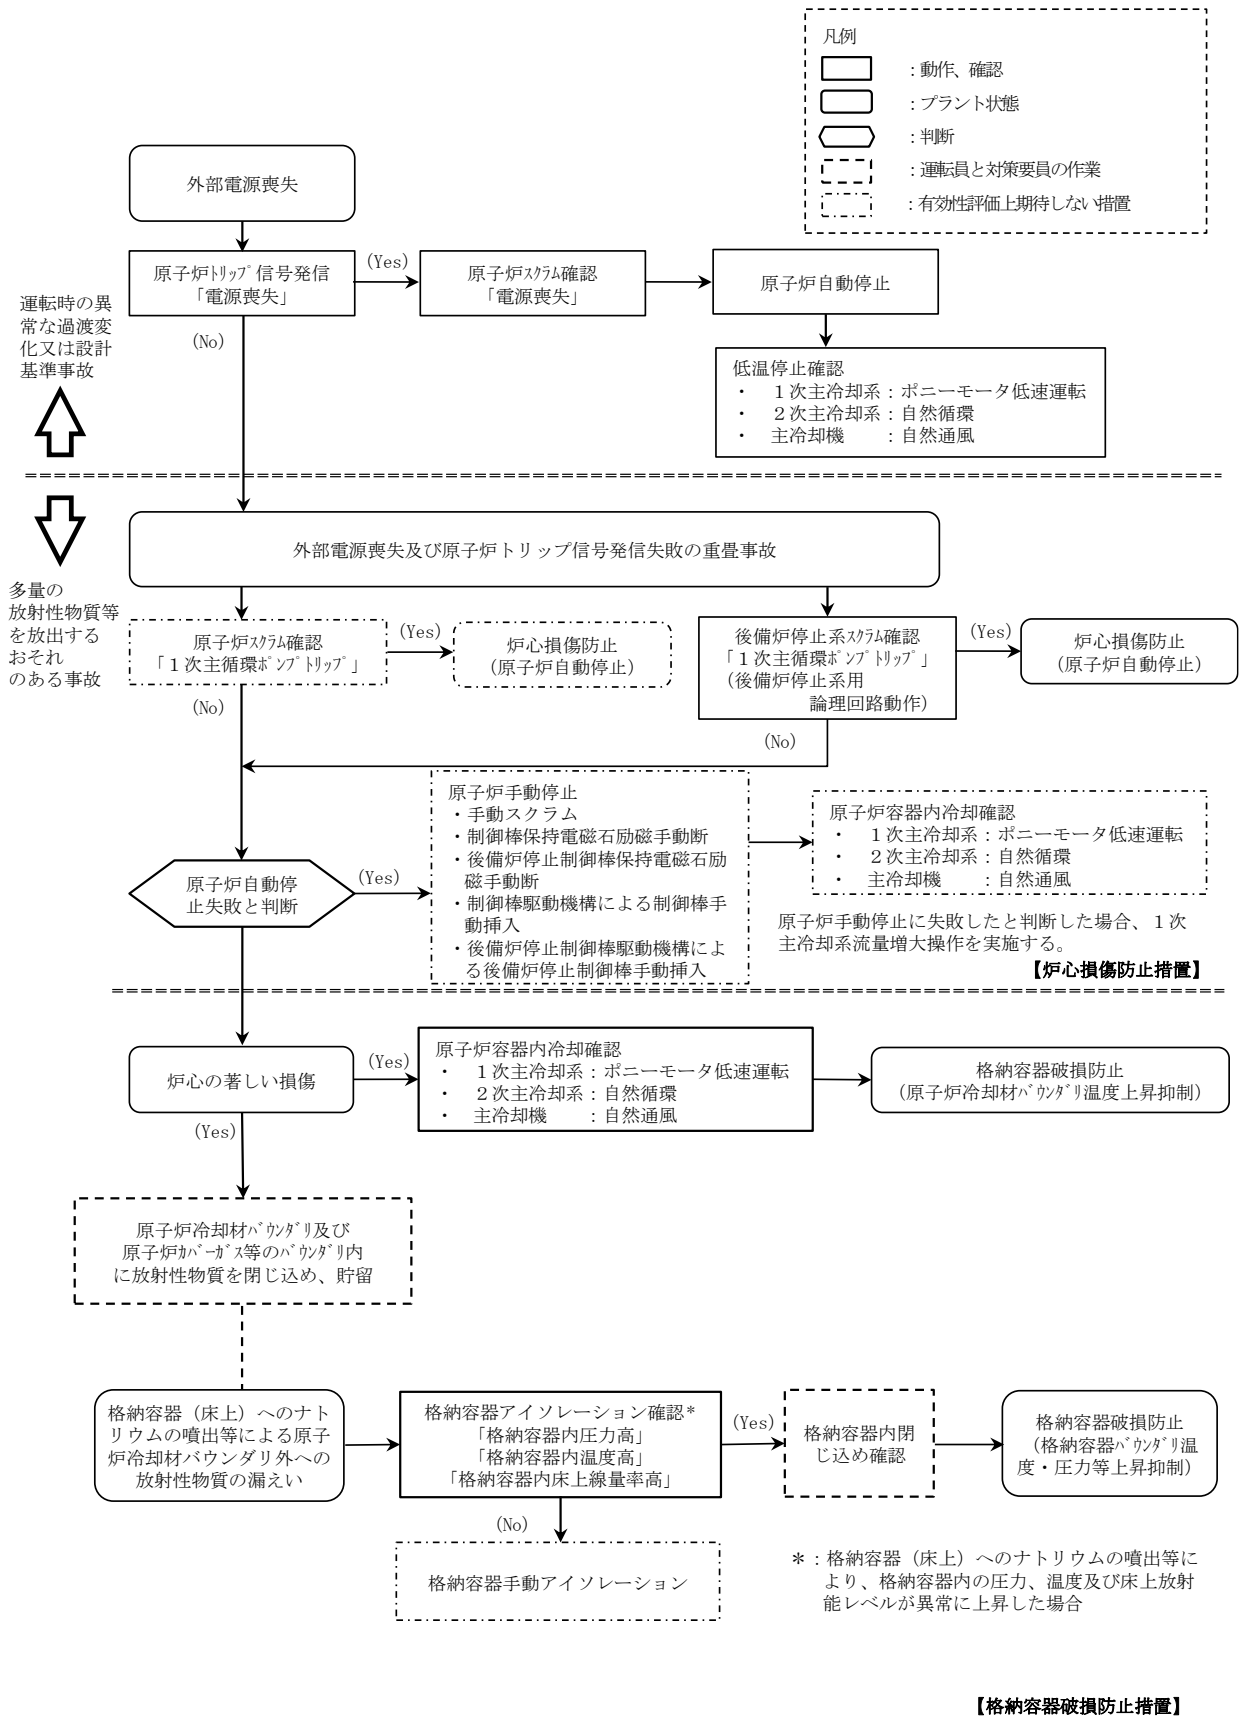 凡例
：動作、確認
：プラント状態
：判断
：運転員と対策要員の作業
：有効性評価上期待しない措置
外部電源喪失
原子炉ﾄﾘｯﾌﾟ信号発信
「電源喪失」
(Yes)
原子炉ｽｸﾗﾑ確認
「電源喪失」
原子炉自動停止
(No)
運転時の異
常な過渡変
化又は設計
基準事故
低温停止確認
・　１次主冷却系：ポニーモータ低速運転
・　２次主冷却系：自然循環
・　主冷却機　　：自然通風
外部電源喪失及び原子炉トリップ信号発信失敗の重畳事故
多量の
放射性物質等
を放出する
おそれ
のある事故
原子炉ｽｸﾗﾑ確認
「１次主循環ﾎﾟﾝﾌﾟﾄﾘｯﾌﾟ」
(Yes)
炉心損傷防止
（原子炉自動停止）
後備炉停止系ｽｸﾗﾑ確認
「１次主循環ﾎﾟﾝﾌﾟﾄﾘｯﾌﾟ」
（後備炉停止系用
論理回路動作）
(Yes)
炉心損傷防止
（原子炉自動停止）
(No)
(No)
原子炉手動停止
・手動スクラム
・制御棒保持電磁石励磁手動断
・後備炉停止制御棒保持電磁石励
磁手動断
・制御棒駆動機構による制御棒手
動挿入
・後備炉停止制御棒駆動機構によ
る後備炉停止制御棒手動挿入
原子炉容器内冷却確認
・　１次主冷却系：ポニーモータ低速運転
・　２次主冷却系：自然循環
・　主冷却機　　：自然通風
原子炉自動停
止失敗と判断
(Yes)
原子炉手動停止に失敗したと判断した場合、１次
主冷却系流量増大操作を実施する。
【炉心損傷防止措置】
炉心の著しい損傷
(Yes)
原子炉容器内冷却確認
・　１次主冷却系：ポニーモータ低速運転
・　２次主冷却系：自然循環
・　主冷却機　　：自然通風
格納容器破損防止
（原子炉冷却材ﾊﾞｳﾝﾀﾞﾘ温度上昇抑制）
(Yes)
原子炉冷却材ﾊﾞｳﾝﾀﾞﾘ及び
原子炉ｶﾊﾞｰｶﾞｽ等のﾊﾞｳﾝﾀﾞﾘ内
に放射性物質を閉じ込め、貯留
格納容器（床上）へのナト
リウムの噴出等による原子
炉冷却材バウンダリ外への
放射性物質の漏えい
格納容器アイソレーション確認＊
「格納容器内圧力高」
「格納容器内温度高」
「格納容器内床上線量率高」
(Yes)
格納容器内閉
じ込め確認
格納容器破損防止
（格納容器ﾊﾞｳﾝﾀﾞﾘ温
度・圧力等上昇抑制）
(No)
格納容器手動アイソレーション
＊：格納容器（床上）へのナトリウムの噴出等に
より、格納容器内の圧力、温度及び床上放射
能レベルが異常に上昇した場合
【格納容器破損防止措置】